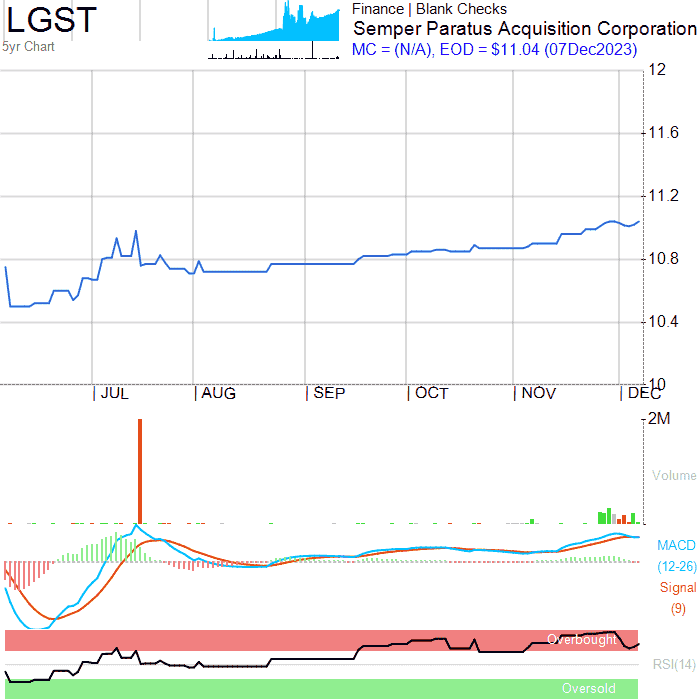 LGST
5yr Chart
Finance | Blank Checks
Semper Paratus Acquisition Corporation
MC = (N/A), EOD = $11.04 (07Dec2023)
12
11.6
11.2
10.8
10.4
10
JUL
AUG
SEP
OCT
NOV
DEC
2M
Volume
MACD
(12-26)
Signal
(9)
Overbought
RSI(14)
Oversold